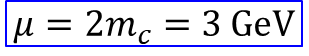 μ = 2m_c = 3 GeV